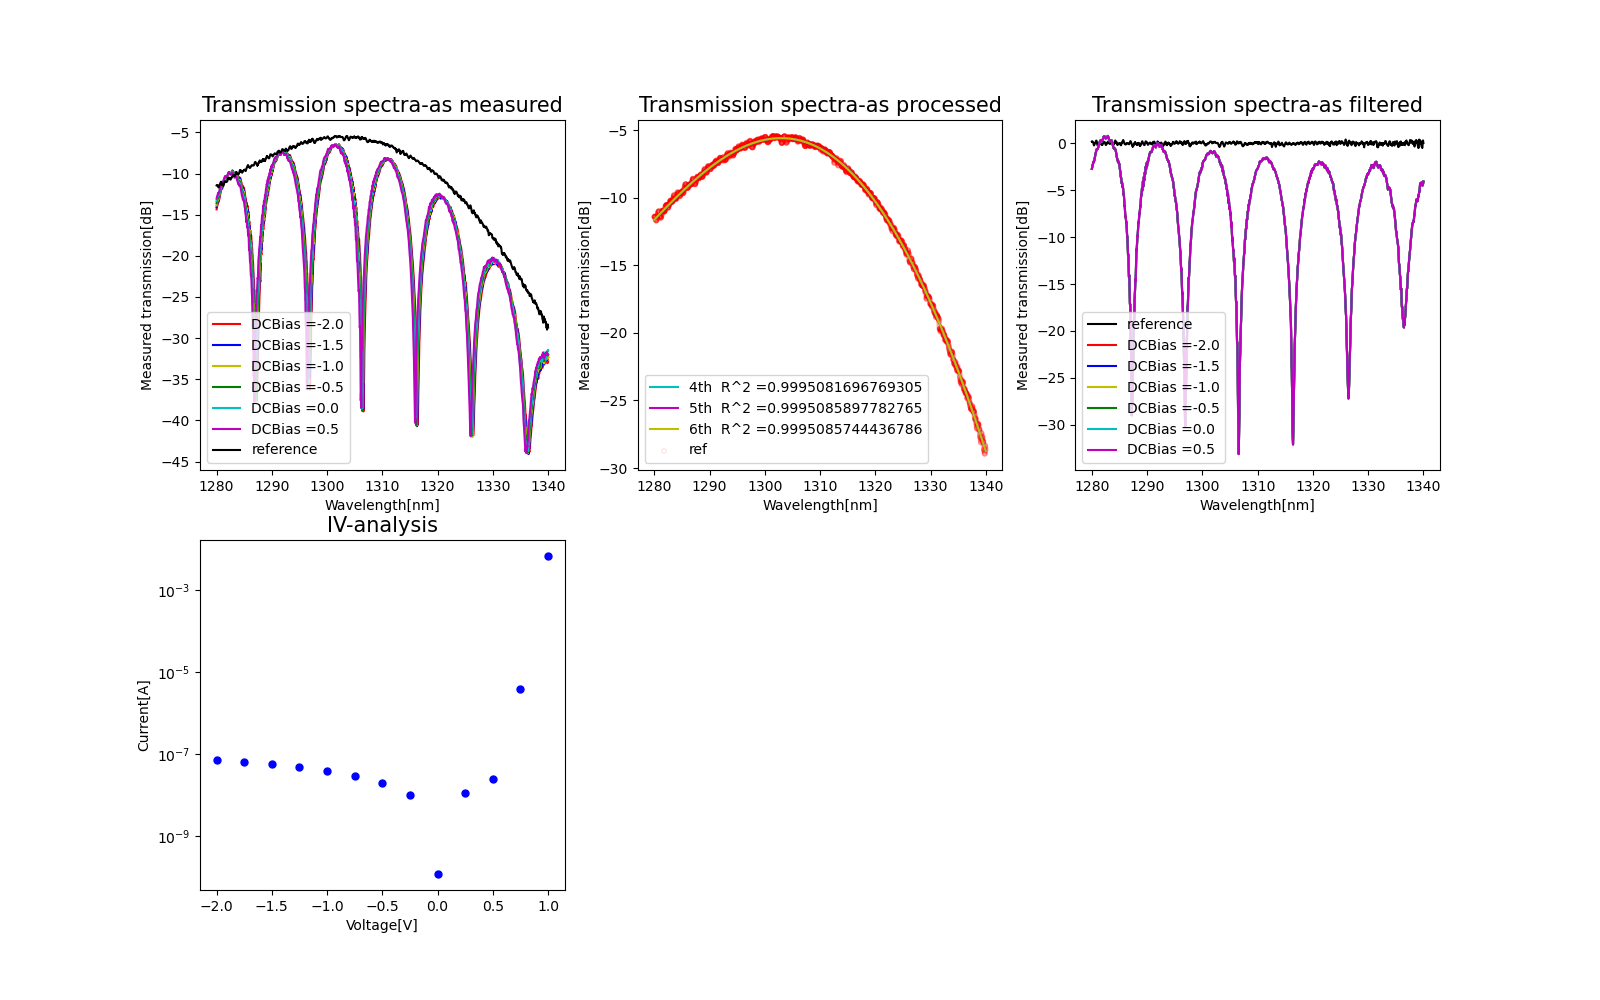 Transmission spectra-as measured
Measured transmission[dB]
−5
−10
−15
−20
−25
−30
−35
−40
−45
DCBias =-2.0
DCBias =-1.5
DCBias =-1.0
DCBias =-0.5
DCBias =0.0
DCBias =0.5
reference
1280 1290 1300 1310 1320 1330 1340
Wavelength[nm]
Transmission spectra-as processed
Measured transmission[dB]
−5
−10
−15
−20
−25
−30
4th R^2 =0.9995081696769305
5th R^2 =0.9995085897782765
6th R^2 =0.9995085744436786
ref
1280 1290 1300 1310 1320 1330 1340
Wavelength[nm]
Transmission spectra-as filtered
Measured transmission[dB]
0
−5
−10
−15
−20
−25
−30
reference
DCBias =-2.0
DCBias =-1.5
DCBias =-1.0
DCBias =-0.5
DCBias =0.0
DCBias =0.5
1280 1290 1300 1310 1320 1330 1340
Wavelength[nm]
IV-analysis
Current[A]
10⁻³
10⁻⁵
10⁻⁷
10⁻⁹
−2.0 −1.5 −1.0 −0.5 0.0 0.5 1.0
Voltage[V]